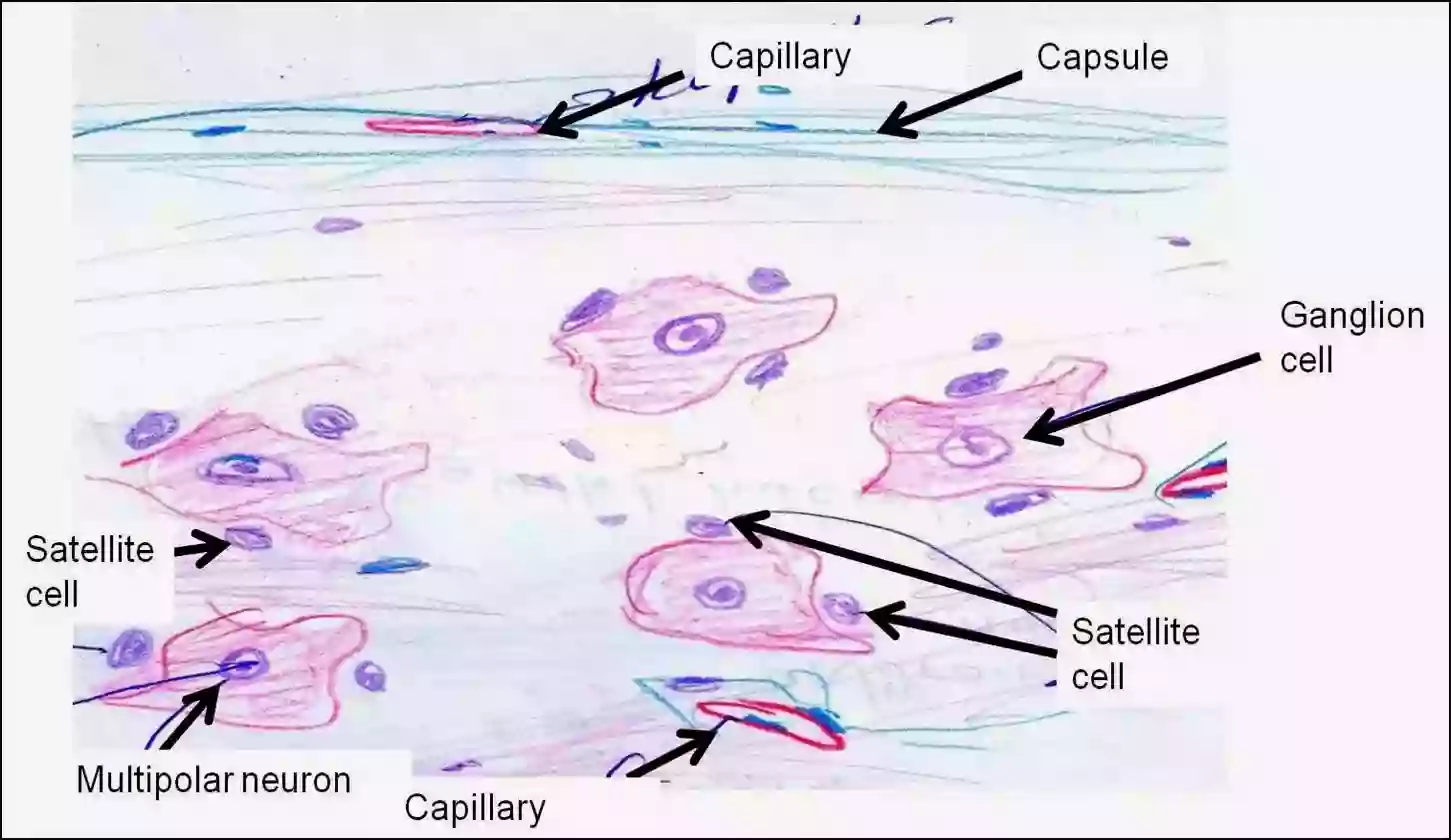 Capillary
Capsule
Ganglion
cell
Satellite
cell
Satellite
cell
Multipolar neuron
Capillary